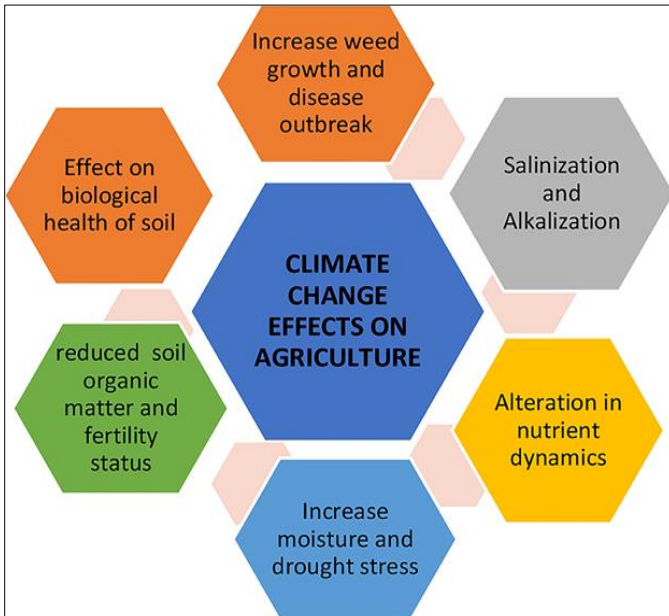 Increase weed
growth and
disease
outbreak
Effect on
biological
health of soil
Salinization
and
Alkalization
CLIMATE
CHANGE
EFFECTS ON
AGRICULTURE
reduced soil
organic
matter and
fertility
status
Alteration in
nutrient
dynamics
Increase
moisture and
drought stress